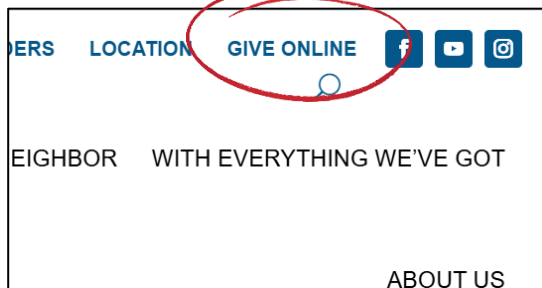 DERS LOCATION GIVE ONLINE
EIGHBOR WITH EVERYTHING WE'VE GOT
ABOUT US